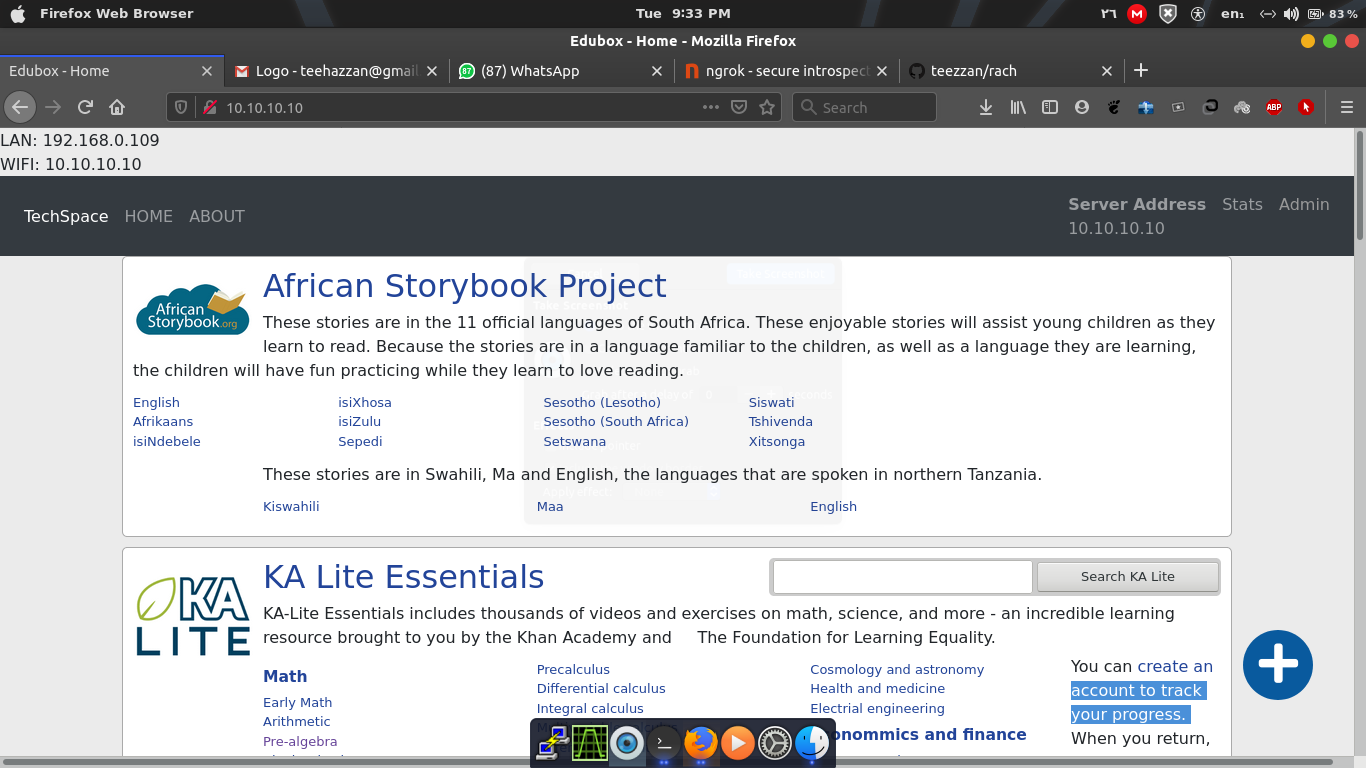 Firefox Web Browser
Tue 9:33 PM
٢٦
en₁
83 %
Edubox - Home - Mozilla Firefox
Edubox - Home
Logo - teehazzan@gmail
(87) WhatsApp
ngrok - secure introspect
teezzan/rach
10.10.10.10
Search
ABP
LAN: 192.168.0.109
WIFI: 10.10.10.10
TechSpace HOME ABOUT
Server Address Stats Admin
10.10.10.10
African Storybook.org
African Storybook Project
These stories are in the 11 official languages of South Africa. These enjoyable stories will assist young children as they
learn to read. Because the stories are in a language familiar to the children, as well as a language they are learning,
the children will have fun practicing while they learn to love reading.
English isiXhosa Sesotho (Lesotho) Siswati
Afrikaans isiZulu Sesotho (South Africa) Tshivenda
isiNdebele Sepedi Setswana Xitsonga
These stories are in Swahili, Ma and English, the languages that are spoken in northern Tanzania.
Kiswahili Maa English
KA LITE
KA Lite Essentials
Search KA Lite
KA-Lite Essentials includes thousands of videos and exercises on math, science, and more - an incredible learning
resource brought to you by the Khan Academy and The Foundation for Learning Equality.
Math
Early Math
Arithmetic
Pre-algebra
Precalculus
Differential calculus
Integral calculus
Cosmology and astronomy
Health and medicine
Electrial engineering
onommics and finance
You can create an
account to track
your progress.
When you return,